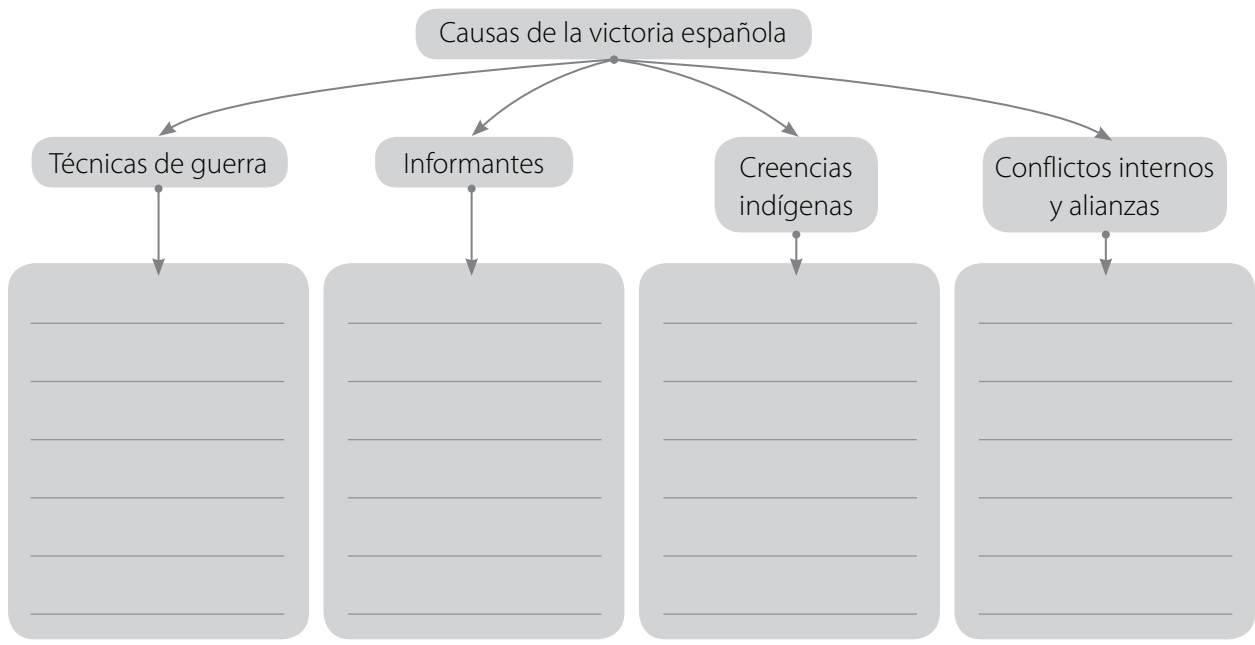 Causas de la victoria española
Técnicas de guerra
Informantes
Creencias
indígenas
Conflictos internos
y alianzas